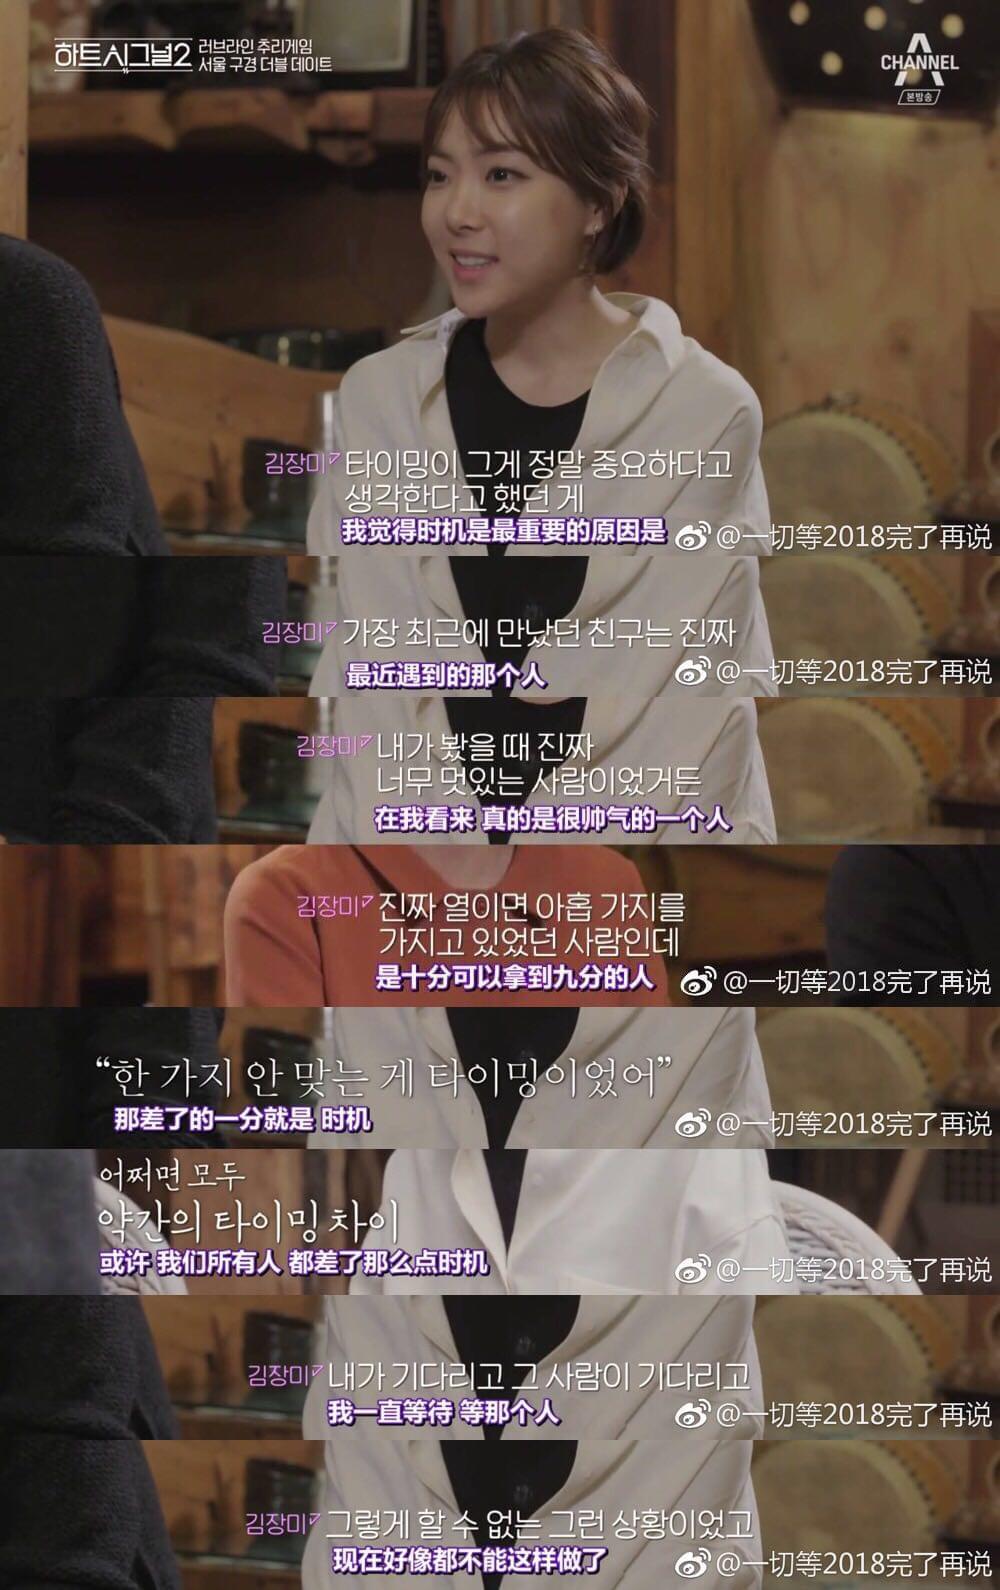 하트시그널2 러브라인 추리게임
서울 구경 더블 데이트
CHANNEL
본방송
김장미 타이밍이 그게 정말 중요하다고
생각한다고 했던 게
我觉得时机是最重要的原因是
@一切等2018完了再说
김장미 가장 최근에 만났던 친구는 진짜
最近遇到的那个人
@一切等2018完了再说
김장미 내가 봤을 때 진짜
너무 멋있는 사람이었거든
在我看来 真的是很帅气的一个人
김장미 진짜 열이면 아홉 가지를
가지고 있었던 사람인데
是十分可以拿到九分的人
@一切等2018完了再说
“한 가지 안 맞는 게 타이밍이었어”
那差了的一分就是 时机
@一切等2018完了再说
어쩌면 모두
약간의 타이밍 차이
或许 我们所有人 都差了那么点时机
@一切等2018完了再说
김장미 내가 기다리고 그 사람이 기다리고
我一直等待 等那个人
@一切等2018完了再说
김장미 그렇게 할 수 없는 그런 상황이었고
现在好像都不能这样做了
@一切等2018完了再说